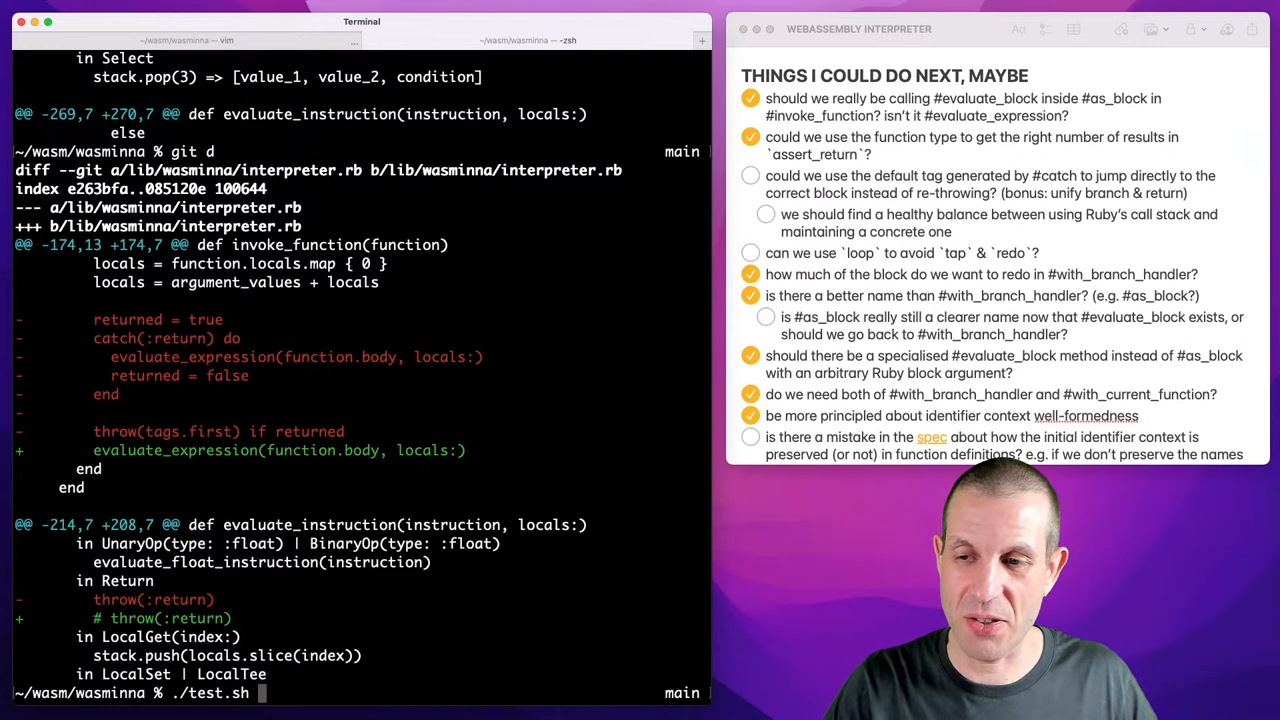 Terminal
~/wasm/wasminna — vim
...
~/wasm/wasminna — -zsh
+
in Select
stack.pop(3) => [value_1, value_2, condition]
@@ -269,7 +270,7 @@ def evaluate_instruction(instruction, locals:)
else
~/wasm/wasminna % git d main
diff --git a/lib/wasminna/interpreter.rb b/lib/wasminna/interpreter.rb
index e263bfa..085120e 100644
--- a/lib/wasminna/interpreter.rb
+++ b/lib/wasminna/interpreter.rb
@@ -174,13 +174,7 @@ def invoke_function(function)
locals = function.locals.map { 0 }
locals = argument_values + locals
- returned = true
- catch(:return) do
- evaluate_expression(function.body, locals:)
- returned = false
- end
-
- throw(tags.first) if returned
+ evaluate_expression(function.body, locals:)
end
end
@@ -214,7 +208,7 @@ def evaluate_instruction(instruction, locals:)
in UnaryOp(type: :float) | BinaryOp(type: :float)
evaluate_float_instruction(instruction)
in Return
- throw(:return)
+ # throw(:return)
in LocalGet(index:)
stack.push(locals.slice(index))
in LocalSet | LocalTee
~/wasm/wasminna % ./test.sh main
WEBASSEMBLY INTERPRETER
Aa
THINGS I COULD DO NEXT, MAYBE
should we really be calling #evaluate_block inside #as_block in
#invoke_function? isn’t it #evaluate_expression?
could we use the function type to get the right number of results in
`assert_return`?
could we use the default tag generated by #catch to jump directly to the
correct block instead of re-throwing? (bonus: unify branch & return)
we should find a healthy balance between using Ruby’s call stack and
maintaining a concrete one
can we use `loop` to avoid `tap` & `redo`?
how much of the block do we want to redo in #with_branch_handler?
is there a better name than #with_branch_handler? (e.g. #as_block?)
is #as_block really still a clearer name now that #evaluate_block exists, or
should we go back to #with_branch_handler?
should there be a specialised #evaluate_block method instead of #as_block
with an arbitrary Ruby block argument?
do we need both of #with_branch_handler and #with_current_function?
be more principled about identifier context well-formedness
is there a mistake in the spec about how the initial identifier context is
preserved (or not) in function definitions? e.g. if we don’t preserve the names